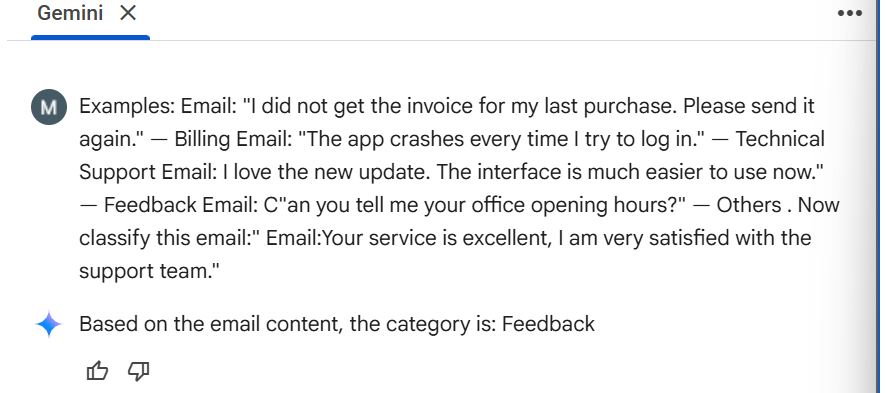 Gemini
M
Examples: Email: "I did not get the invoice for my last purchase. Please send it
again." — Billing Email: "The app crashes every time I try to log in." — Technical
Support Email: I love the new update. The interface is much easier to use now."
— Feedback Email: C"an you tell me your office opening hours?" — Others . Now
classify this email:" Email:Your service is excellent, I am very satisfied with the
support team."
Based on the email content, the category is: Feedback